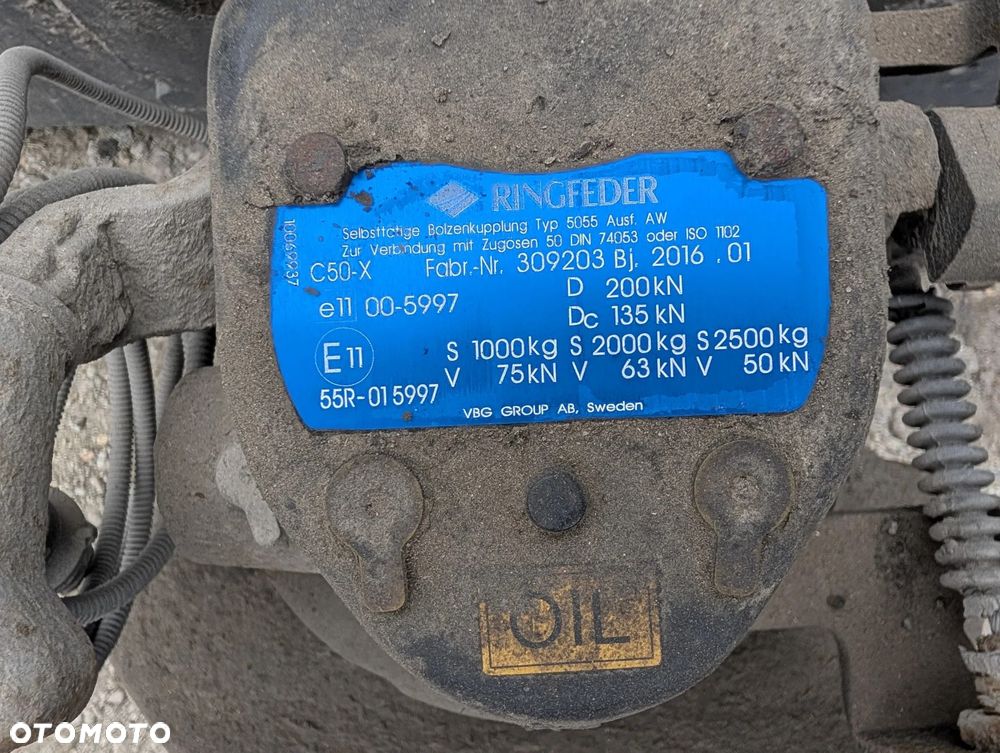 RINGFEDER
Selbsttätige Bolzenkupplung Typ 5055 Ausf. AW
Zur Verbindung mit Zugösen 50 DIN 74053 oder ISO 1102
C50-X Fabr.-Nr. 309203 Bj. 2016 .01
e11 00-5997
D 200kN
Dc 135kN
E11
S 1000kg S 2000kg S 2500kg
V 75kN V 63kN V 50kN
55R-01 5997
VBG GROUP AB, Sweden
10069937
OIL
OTOMOTO